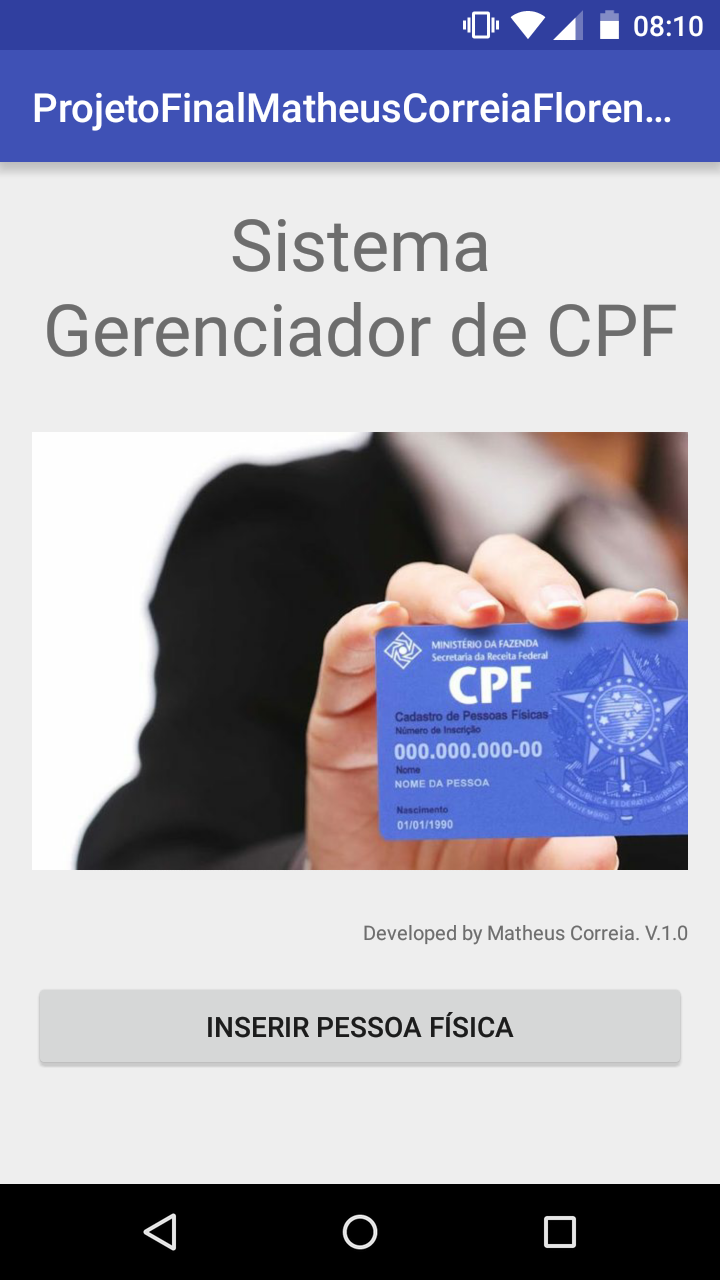 08:10
ProjetoFinalMatheusCorreiaFloren...
Sistema
Gerenciador de CPF
MINISTÉRIO DA FAZENDA
Secretaria da Receita Federal
CPF
Cadastro de Pessoas Físicas
Número de Inscrição
000.000.000-00
Nome
NOME DA PESSOA
Nascimento
01/01/1990
Developed by Matheus Correia. V.1.0
INSERIR PESSOA FÍSICA